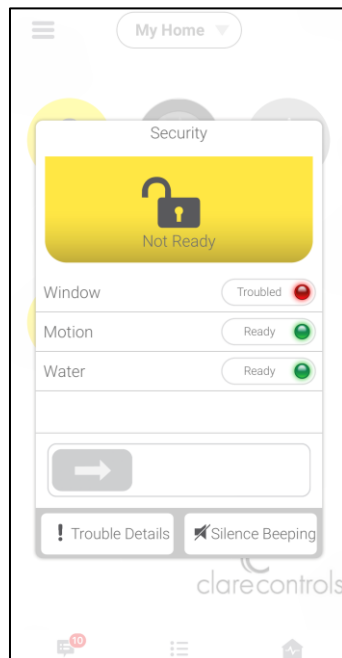 My Home
Security
Not Ready
Window Troubled
Motion Ready
Water Ready
! Trouble Details Silence Beeping
clarecontrols
10